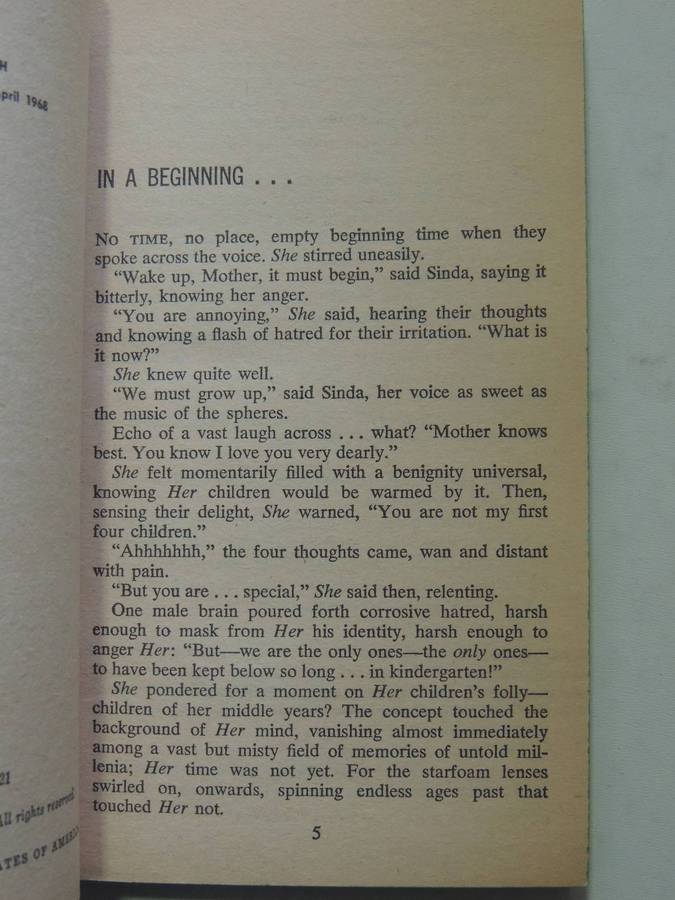 H
pril 1968
IN A BEGINNING . . .
NO TIME, no place, empty beginning time when they
spoke across the voice. She stirred uneasily.
“Wake up, Mother, it must begin,” said Sinda, saying it
bitterly, knowing her anger.
“You are annoying,” She said, hearing their thoughts
and knowing a flash of hatred for their irritation. “What is
it now?”
She knew quite well.
“We must grow up,” said Sinda, her voice as sweet as
the music of the spheres.
Echo of a vast laugh across . . . what? “Mother knows
best. You know I love you very dearly.”
She felt momentarily filled with a benignity universal,
knowing Her children would be warmed by it. Then,
sensing their delight, She warned, “You are not my first
four children.”
“Ahhhhhhh,” the four thoughts came, wan and distant
with pain.
“But you are . . . special,” She said then, relenting.
One male brain poured forth corrosive hatred, harsh
enough to mask from Her his identity, harsh enough to
anger Her: “But—we are the only ones—the only ones—
to have been kept below so long . . . in kindergarten!”
She pondered for a moment on Her children’s folly—
children of her middle years? The concept touched the
background of Her mind, vanishing almost immediately
among a vast but misty field of memories of untold mil-
lenia; Her time was not yet. For the starfoam lenses
swirled on, onwards, spinning endless ages past that
touched Her not.
21
All rights reserved
ATES OF AMERICA
5